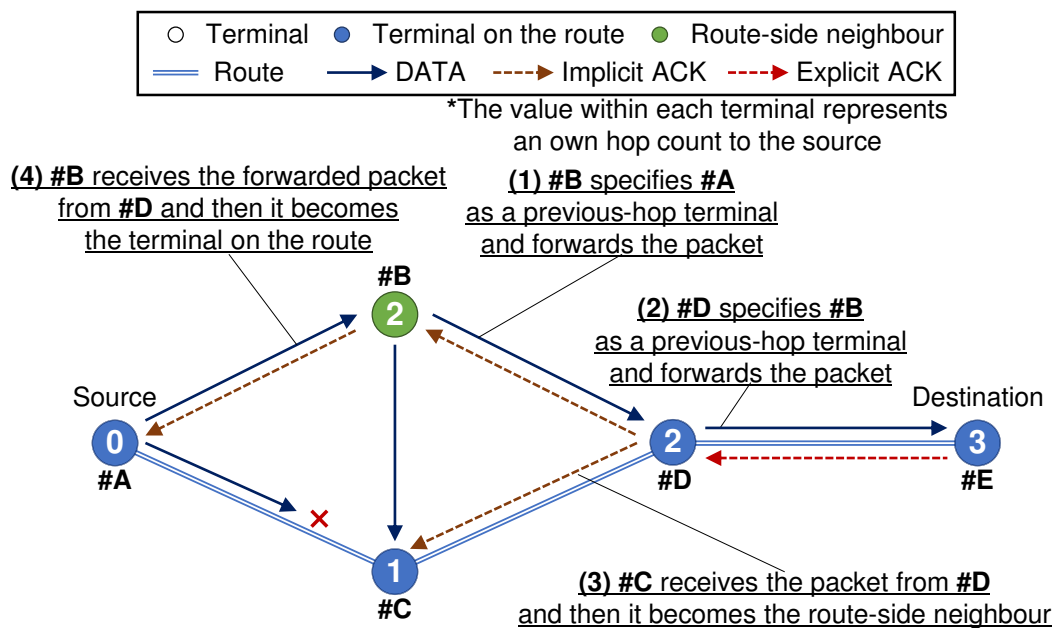 Terminal
Terminal on the route
Route-side neighbour
Route
DATA
Implicit ACK
Explicit ACK
*The value within each terminal represents
an own hop count to the source
(4) #B receives the forwarded packet
from #D and then it becomes
the terminal on the route
(1) #B specifies #A
as a previous-hop terminal
and forwards the packet
#B
2
(2) #D specifies #B
as a previous-hop terminal
and forwards the packet
Source
Destination
0
2
3
#A
#D
#E
1
#C
(3) #C receives the packet from #D
and then it becomes the route-side neighbour